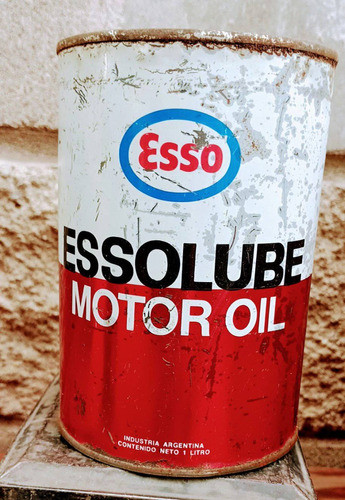 Esso
ESSOLUBE
MOTOR OIL
INDUSTRIA ARGENTINA
CONTENIDO NETO 1 LITRO